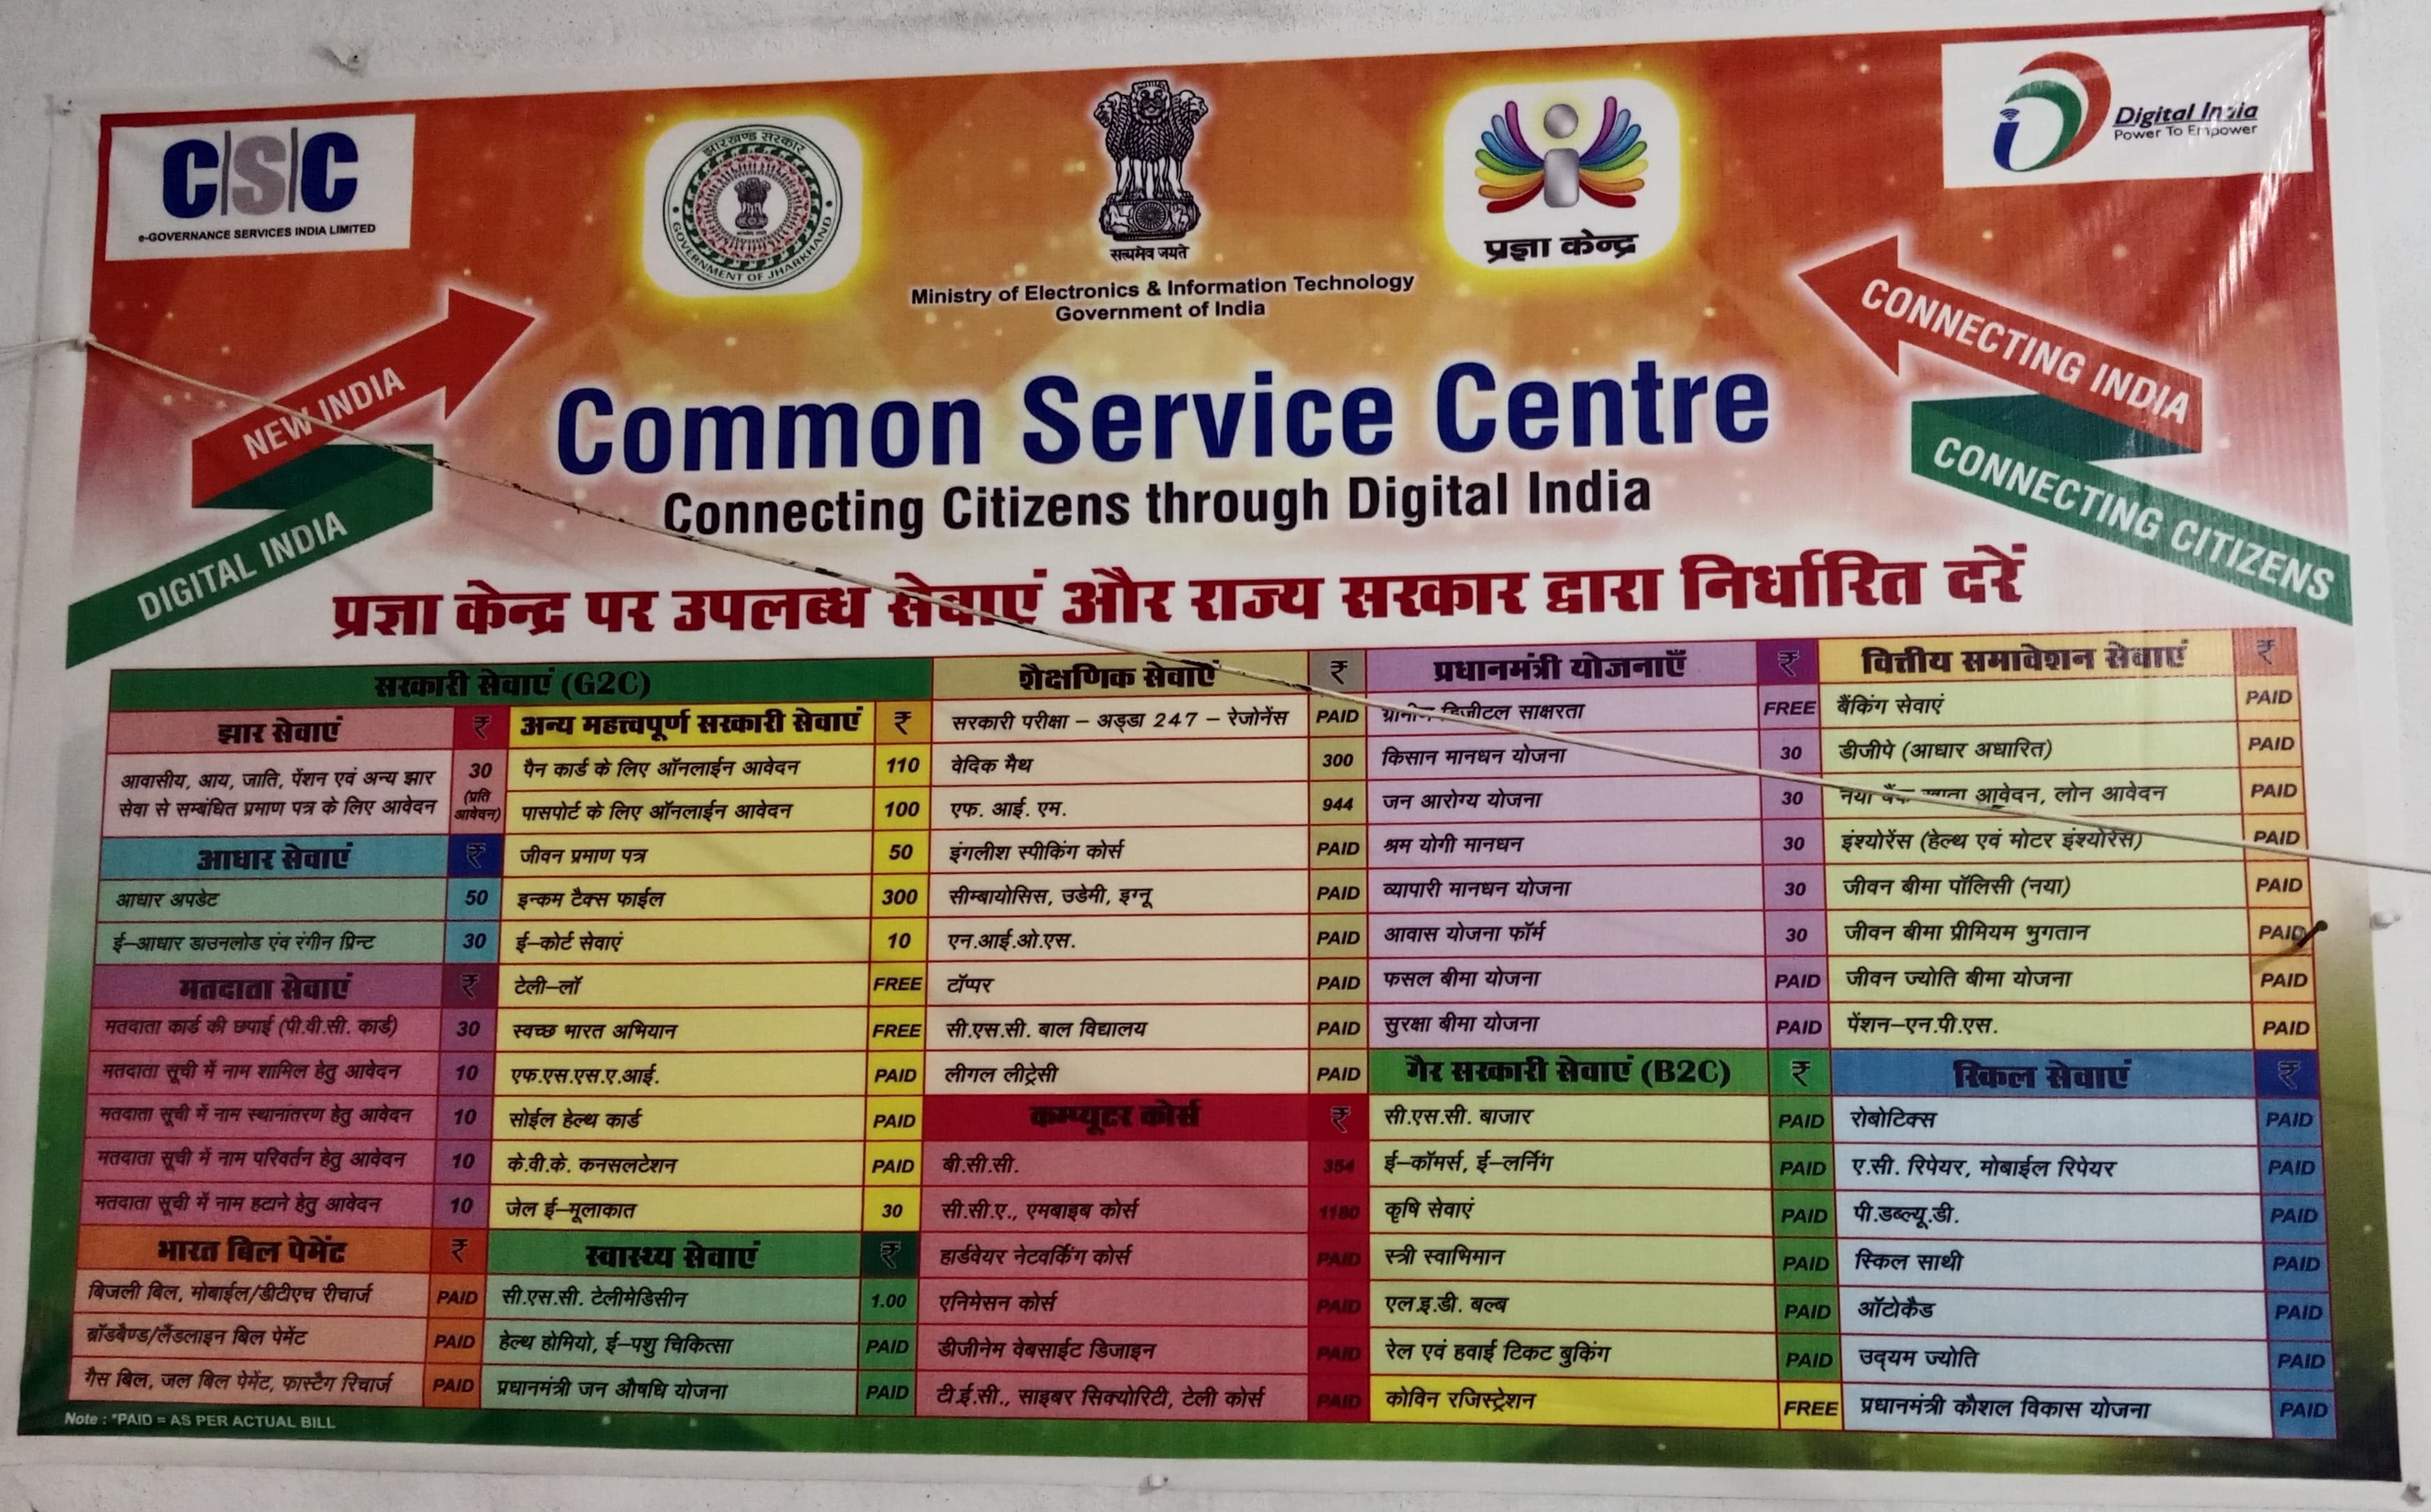 CSC
e-GOVERNANCE SERVICES INDIA LIMITED
झारखण्ड सरकार
GOVERNMENT OF JHARKHAND
सत्यमेव जयते
Ministry of Electronics & Information Technology
Government of India
प्रज्ञा केन्द्र
Digital India
Power To Empower
NEW INDIA
DIGITAL INDIA
CONNECTING INDIA
CONNECTING CITIZENS
Common Service Centre
Connecting Citizens through Digital India
प्रज्ञा केन्द्र पर उपलब्ध सेवाएं और राज्य सरकार द्वारा निर्धारित दरें
सरकारी सेवाएं (G2C)
झार सेवाएं ₹
आवासीय, आय, जाति, पेंशन एवं अन्य झार
सेवा से सम्बंधित प्रमाण पत्र के लिए आवेदन
30
(प्रति
आवेदन)
आधार सेवाएं ₹
आधार अपडेट 50
ई–आधार डाउनलोड एंव रंगीन प्रिन्ट 30
मतदाता सेवाएं ₹
मतदाता कार्ड की छपाई (पी.वी.सी. कार्ड) 30
मतदाता सूची में नाम शामिल हेतु आवेदन 10
मतदाता सूची में नाम स्थानांतरण हेतु आवेदन 10
मतदाता सूची में नाम परिवर्तन हेतु आवेदन 10
मतदाता सूची में नाम हटाने हेतु आवेदन 10
भारत बिल पेमेंट ₹
बिजली बिल, मोबाईल/डीटीएच रीचार्ज PAID
ब्रॉडबैण्ड/लैंडलाइन बिल पेमेंट PAID
गैस बिल, जल बिल पेमेंट, फास्टैग रिचार्ज PAID
अन्य महत्त्वपूर्ण सरकारी सेवाएं ₹
पैन कार्ड के लिए ऑनलाईन आवेदन 110
पासपोर्ट के लिए ऑनलाईन आवेदन 100
जीवन प्रमाण पत्र 50
इन्कम टैक्स फाईल 300
ई–कोर्ट सेवाएं 10
टेली–लॉ FREE
स्वच्छ भारत अभियान FREE
एफ.एस.एस.ए.आई. PAID
सोईल हेल्थ कार्ड PAID
के.वी.के. कनसलटेशन PAID
जेल ई–मूलाकात 30
स्वास्थ्य सेवाएं ₹
सी.एस.सी. टेलीमेडिसीन 1.00
हेल्थ होमियो, ई–पशु चिकित्सा PAID
प्रधानमंत्री जन औषधि योजना PAID
शैक्षणिक सेवाएं ₹
सरकारी परीक्षा – अड्डा 247 – रेजोनेंस PAID
वेदिक मैथ 300
एफ. आई. एम. 944
इंगलीश स्पीकिंग कोर्स PAID
सीम्बायोसिस, उडेमी, इग्नू PAID
एन.आई.ओ.एस. PAID
टॉप्पर PAID
सी.एस.सी. बाल विद्यालय PAID
लीगल लीट्रेसी PAID
कम्प्यूटर कोर्स ₹
बी.सी.सी. 354
सी.सी.ए., एमबाइब कोर्स 1180
हार्डवेयर नेटवर्किंग कोर्स PAID
एनिमेसन कोर्स PAID
डीजीनेम वेबसाईट डिजाइन PAID
टी.ई.सी., साइबर सिक्योरिटी, टेली कोर्स PAID
प्रधानमंत्री योजनाएँ ₹
ग्रामीण डिजीटल साक्षरता FREE
किसान मानधन योजना 30
जन आरोग्य योजना 30
श्रम योगी मानधन 30
व्यापारी मानधन योजना 30
आवास योजना फॉर्म 30
फसल बीमा योजना PAID
सुरक्षा बीमा योजना PAID
गैर सरकारी सेवाएं (B2C) ₹
सी.एस.सी. बाजार PAID
ई–कॉमर्स, ई–लर्निंग PAID
कृषि सेवाएं PAID
स्त्री स्वाभिमान PAID
एल.इ.डी. बल्ब PAID
रेल एवं हवाई टिकट बुकिंग PAID
कोविन रजिस्ट्रेशन FREE
वित्तीय समावेशन सेवाएं ₹
बैंकिंग सेवाएं PAID
डीजीपे (आधार अधारित) PAID
नया बैंक खाता आवेदन, लोन आवेदन PAID
इंश्योरेंस (हेल्थ एवं मोटर इंश्योरेंस) PAID
जीवन बीमा पॉलिसी (नया) PAID
जीवन बीमा प्रीमियम भुगतान PAID
जीवन ज्योति बीमा योजना PAID
पेंशन–एन.पी.एस. PAID
स्किल सेवाएं ₹
रोबोटिक्स PAID
ए.सी. रिपेयर, मोबाईल रिपेयर PAID
पी.डब्ल्यू.डी. PAID
स्किल साथी PAID
ऑटोकैड PAID
उद्यम ज्योति PAID
प्रधानमंत्री कौशल विकास योजना PAID
Note : *PAID = AS PER ACTUAL BILL